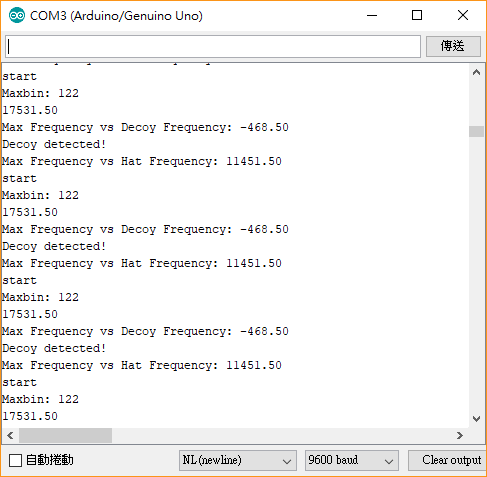 COM3 (Arduino/Genuino Uno)
傳送
start
Maxbin: 122
17531.50
Max Frequency vs Decoy Frequency: -468.50
Decoy detected!
Max Frequency vs Hat Frequency: 11451.50
start
Maxbin: 122
17531.50
Max Frequency vs Decoy Frequency: -468.50
Decoy detected!
Max Frequency vs Hat Frequency: 11451.50
start
Maxbin: 122
17531.50
Max Frequency vs Decoy Frequency: -468.50
Decoy detected!
Max Frequency vs Hat Frequency: 11451.50
start
Maxbin: 122
17531.50
自動捲動
NL(newline)
9600 baud
Clear output